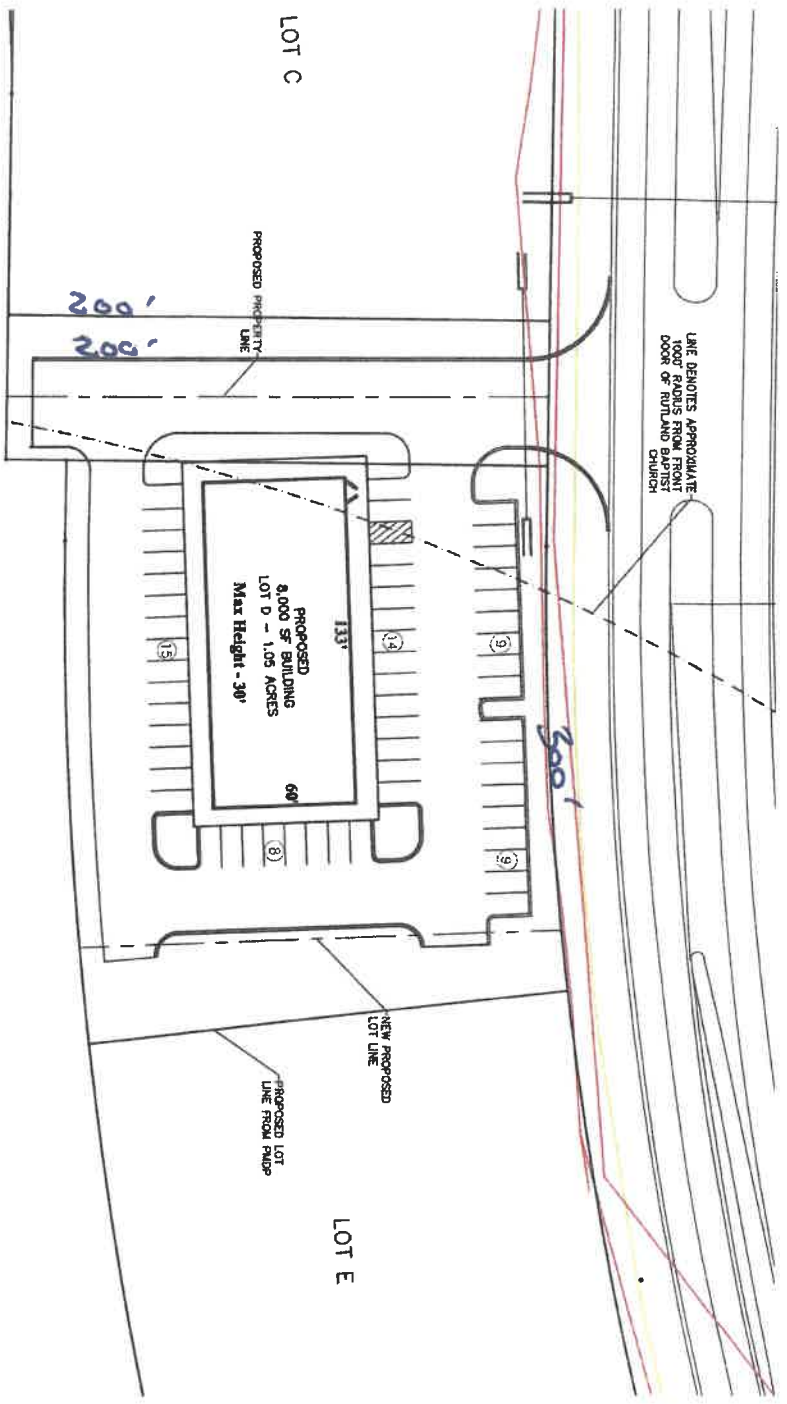 LOT C
LINE DENOTES APPROXIMATE
1000' RADIUS FROM FRONT
DOOR OF RUTLAND BAPTIST
CHURCH
PROPOSED PROPERTY
LINE
200'
200'
300'
9
9
14
15
8
133'
60'
PROPOSED
8,000 SF BUILDING
LOT D - 1.05 ACRES
Max Height - 30'
NEW PROPOSED
LOT LINE
PROPOSED LOT
LINE FROM PMDP
LOT E